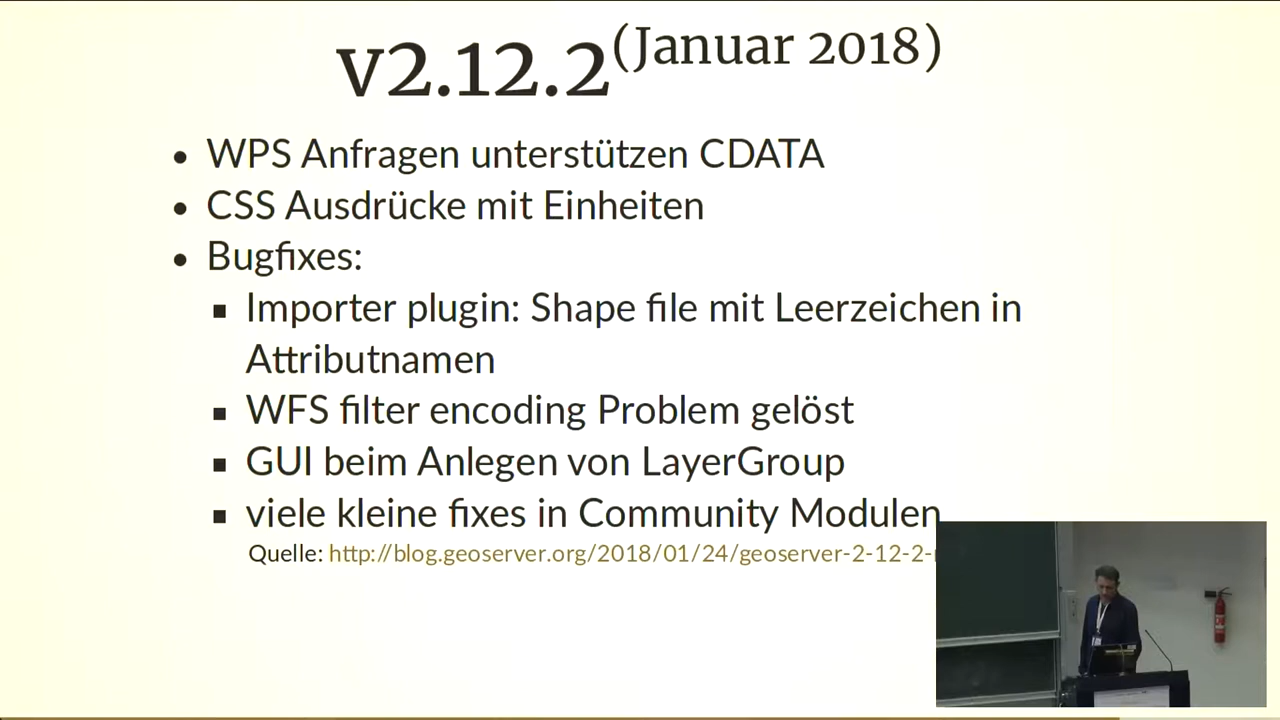 v2.12.2(Januar 2018)
• WPS Anfragen unterstützen CDATA
• CSS Ausdrücke mit Einheiten
• Bugfixes:
▪ Importer plugin: Shape file mit Leerzeichen in
Attributnamen
▪ WFS filter encoding Problem gelöst
▪ GUI beim Anlegen von LayerGroup
▪ viele kleine fixes in Community Modulen
Quelle: http://blog.geoserver.org/2018/01/24/geoserver-2-12-2-